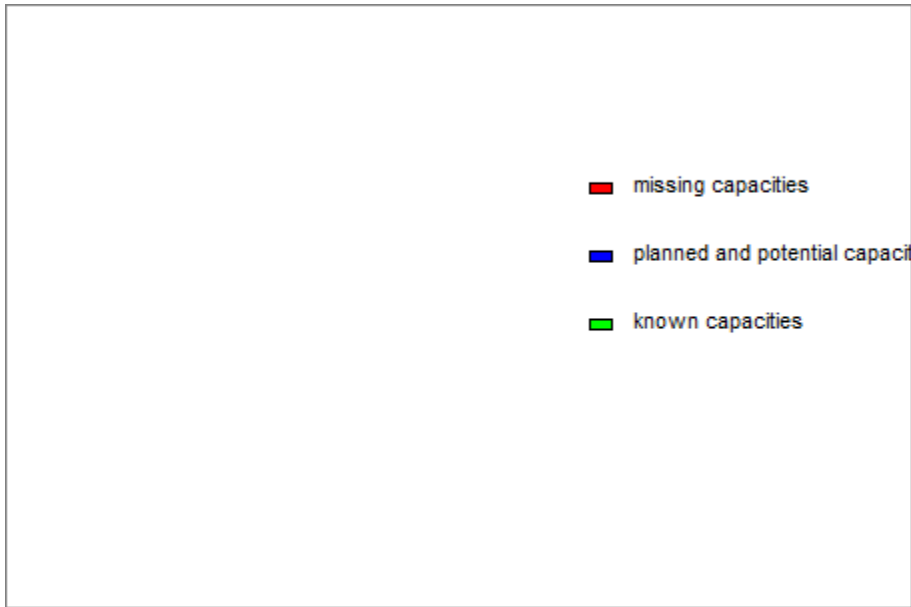 missing capacities
planned and potential capacit
known capacities